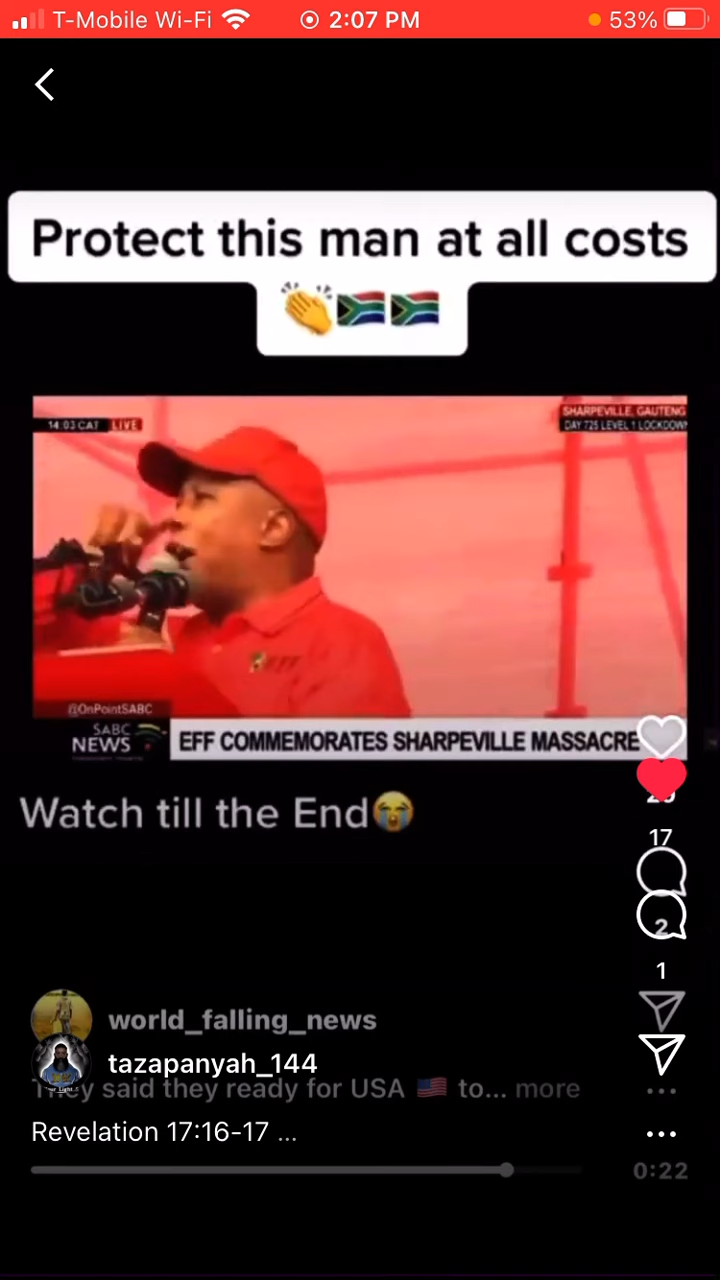 T-Mobile Wi-Fi 2:07 PM 53%
Protect this man at all costs
👏🇿🇦🇿🇦
14:03 CAT LIVE
SHARPEVILLE, GAUTENG
DAY 725 LEVEL 1 LOCKDOWN
@OnPointSABC
SABC
NEWS
EFF COMMEMORATES SHARPEVILLE MASSACRE
Watch till the End😭
17
2
1
world_falling_news
tazapanyah_144
They said they ready for USA 🇺🇸 to... more
Revelation 17:16-17 ...
0:22